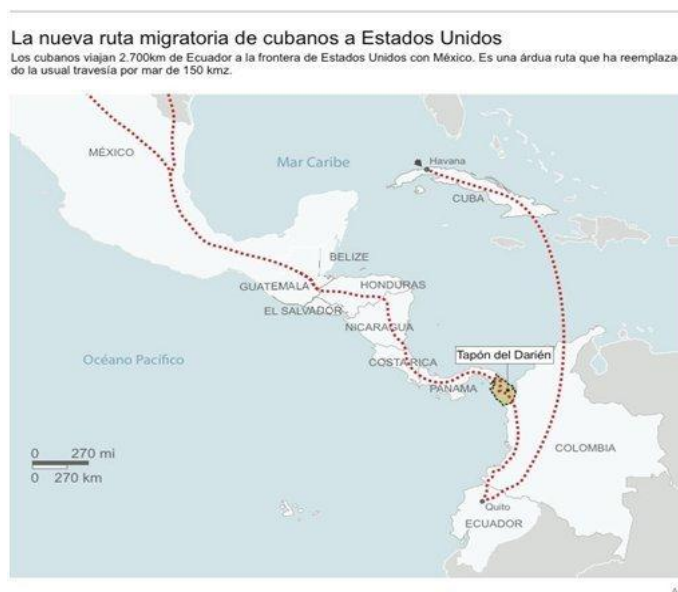 La nueva ruta migratoria de cubanos a Estados Unidos
Los cubanos viajan 2.700km de Ecuador a la frontera de Estados Unidos con México. Es una árdua ruta que ha reemplaza
do la usual travesía por mar de 150 kmz.
MÉXICO
Mar Caribe
Havana
CUBA
BELIZE
GUATEMALA
HONDURAS
EL SALVADOR
NICARAGUA
COSTA RICA
Tapón del Darién
Océano Pacífico
PANAMA
0 270 mi
0 270 km
COLOMBIA
Quito
ECUADOR